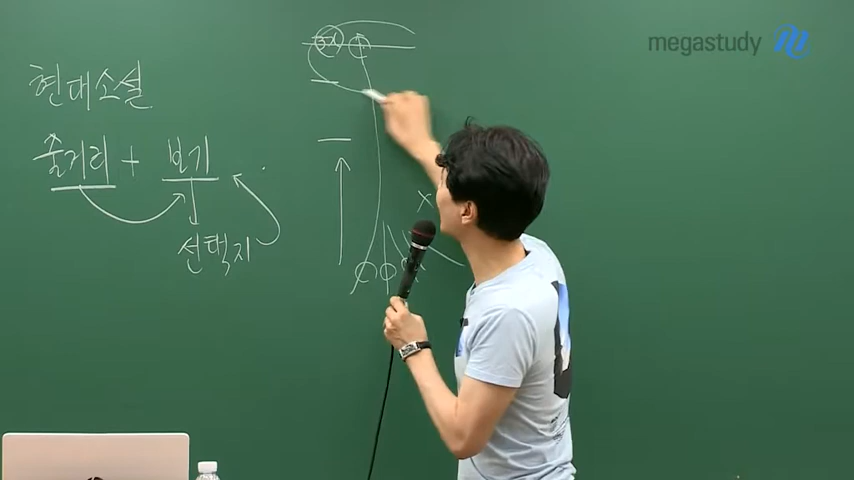 megastudy
현대소설
줄거리 + 보기
선택지